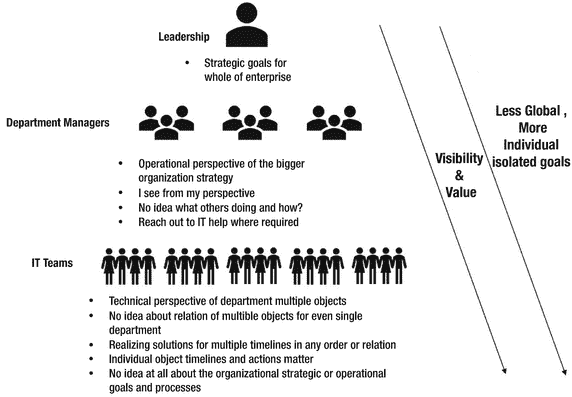 Leadership
• Strategic goals for
whole of enterprise
Department Managers
• Operational perspective of the bigger
organization strategy
• I see from my perspective
• No idea what others doing and how?
• Reach out to IT help where required
IT Teams
• Technical perspective of department multiple objects
• No idea about relation of multible objects for even single
department
• Realizing solutions for multiple timelines in any order or relation
• Individual object timelines and actions matter
• No idea at all about the organizational strategic or operational
goals and processes
Visibility
&
Value
Less Global ,
More
Individual
isolated goals